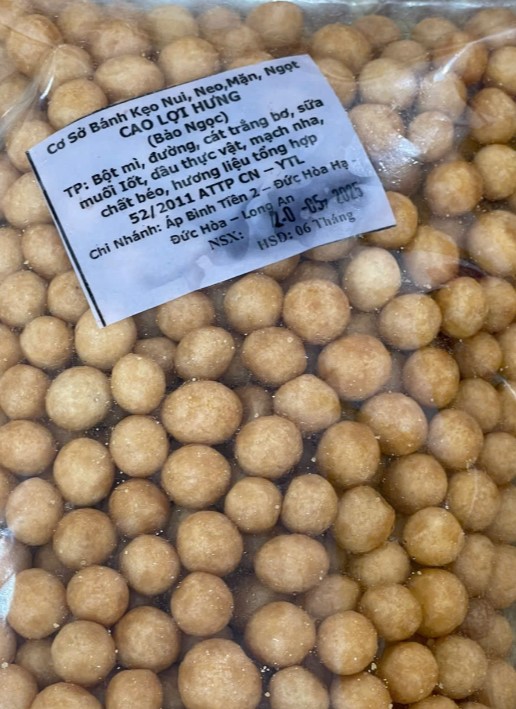 Cơ Sở Bánh Kẹo Nui, Neo,Mặn, Ngọt
CAO LỢI HƯNG
(Bảo Ngọc)
TP: Bột mì, đường, cát trắng bơ, sữa
muối Iốt, dầu thực vật, mạch nha,
chất béo, hương liệu tổng hợp
52/2011 ATTP CN – YTL
Chi Nhánh: Ấp Bình Tiền 2 – Đức Hòa Hạ
Đức Hòa – Long An
NSX: 20 -05- 2025
HSD: 06 Tháng